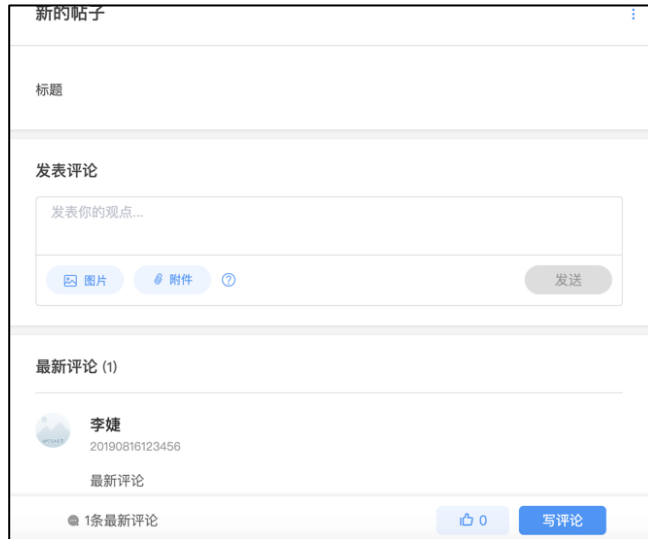 新的帖子
标题
发表评论
发表你的观点...
图片 附件 发送
最新评论 (1)
李婕
20190816123456
最新评论
1条最新评论 0 写评论